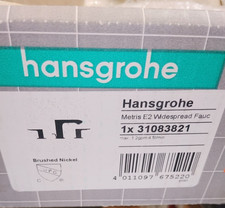 hansgrohe
Hansgrohe
Metris E2 Widespread Fauc
1x 31083821
Brushed Nickel
4 011097 675220